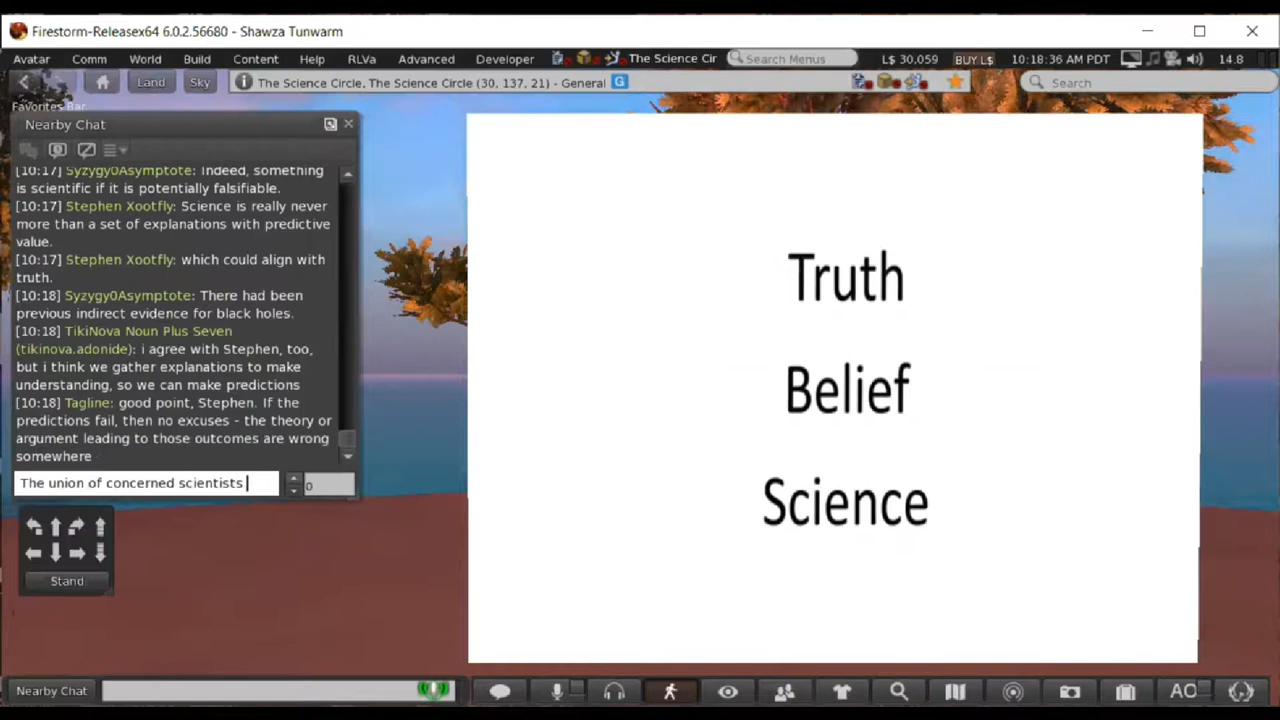 Firestorm-Releasex64 6.0.2.56680 - Shawza Tunwarm
Avatar Comm World Build Content Help RLVa Advanced Developer The Science Cir Search Menus L$ 30,059 BUY L$ 10:18:36 AM PDT 14.8
Land Sky The Science Circle, The Science Circle (30, 137, 21) - General G Search
Favorites Bar
Nearby Chat
[10:17] Syzygy0Asymptote: Indeed, something
is scientific if it is potentially falsifiable.
[10:17] Stephen Xootfly: Science is really never
more than a set of explanations with predictive
value.
[10:17] Stephen Xootfly: which could align with
truth.
[10:18] Syzygy0Asymptote: There had been
previous indirect evidence for black holes.
[10:18] TikiNova Noun Plus Seven
(tikinova.adonide): i agree with Stephen, too,
but i think we gather explanations to make
understanding, so we can make predictions
[10:18] Tagline: good point, Stephen. If the
predictions fail, then no excuses - the theory or
argument leading to those outcomes are wrong
somewhere
The union of concerned scientists
0
Stand
Truth
Belief
Science
Nearby Chat
AO